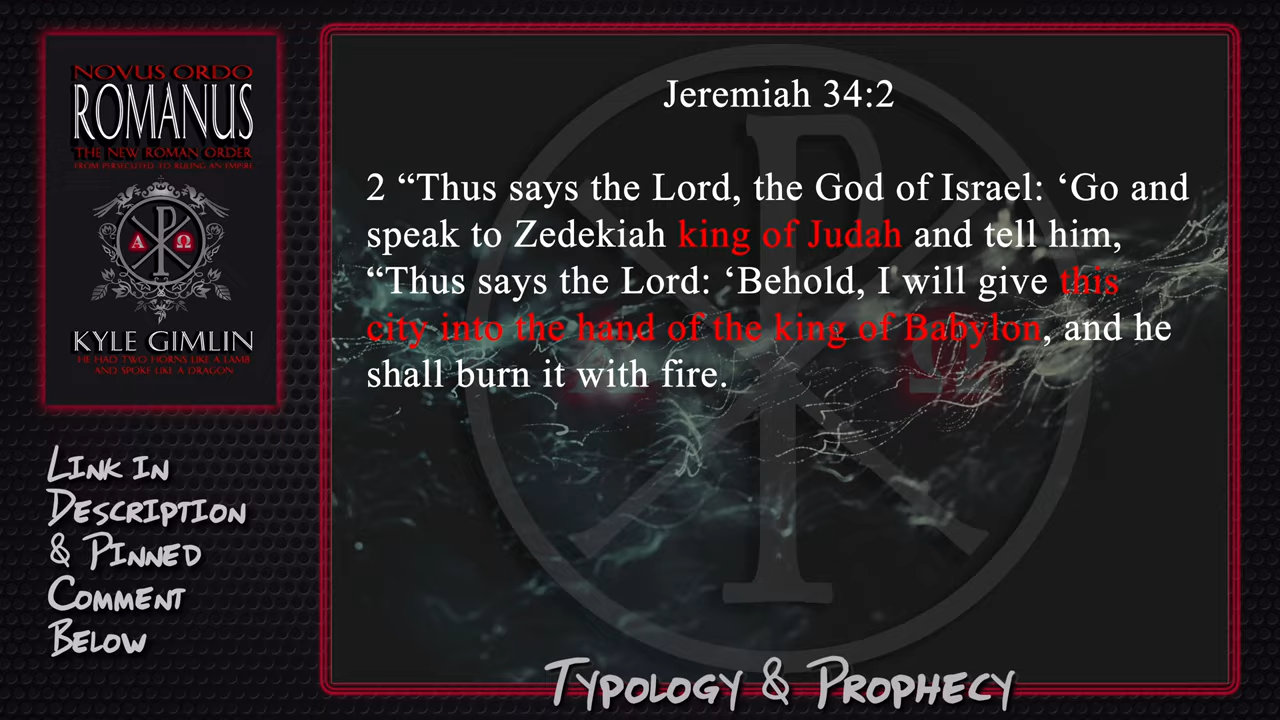 NOVUS ORDO
ROMANUS
THE NEW ROMAN ORDER
FROM PERSECUTED TO RULING AN EMPIRE
Α Ω
KYLE GIMLIN
HE HAD TWO HORNS LIKE A LAMB
AND SPOKE LIKE A DRAGON
LINK IN
DESCRIPTION
& PINNED
COMMENT
BELOW
Jeremiah 34:2
2 “Thus says the Lord, the God of Israel: ‘Go and
speak to Zedekiah king of Judah and tell him,
“Thus says the Lord: ‘Behold, I will give this
city into the hand of the king of Babylon, and he
shall burn it with fire.
TYPOLOGY & PROPHECY